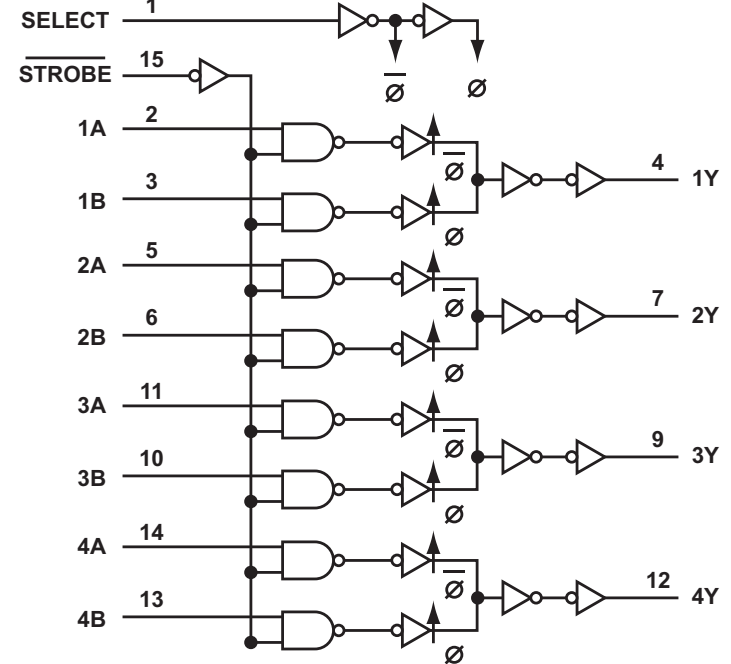 SELECT 1
Ø̅ Ø
S̅T̅R̅O̅B̅E̅ 15
1A 2
Ø̅
4 1Y
1B 3
Ø
2A 5
Ø̅
7 2Y
2B 6
Ø
3A 11
Ø̅
9 3Y
3B 10
Ø
4A 14
Ø̅
12 4Y
4B 13
Ø